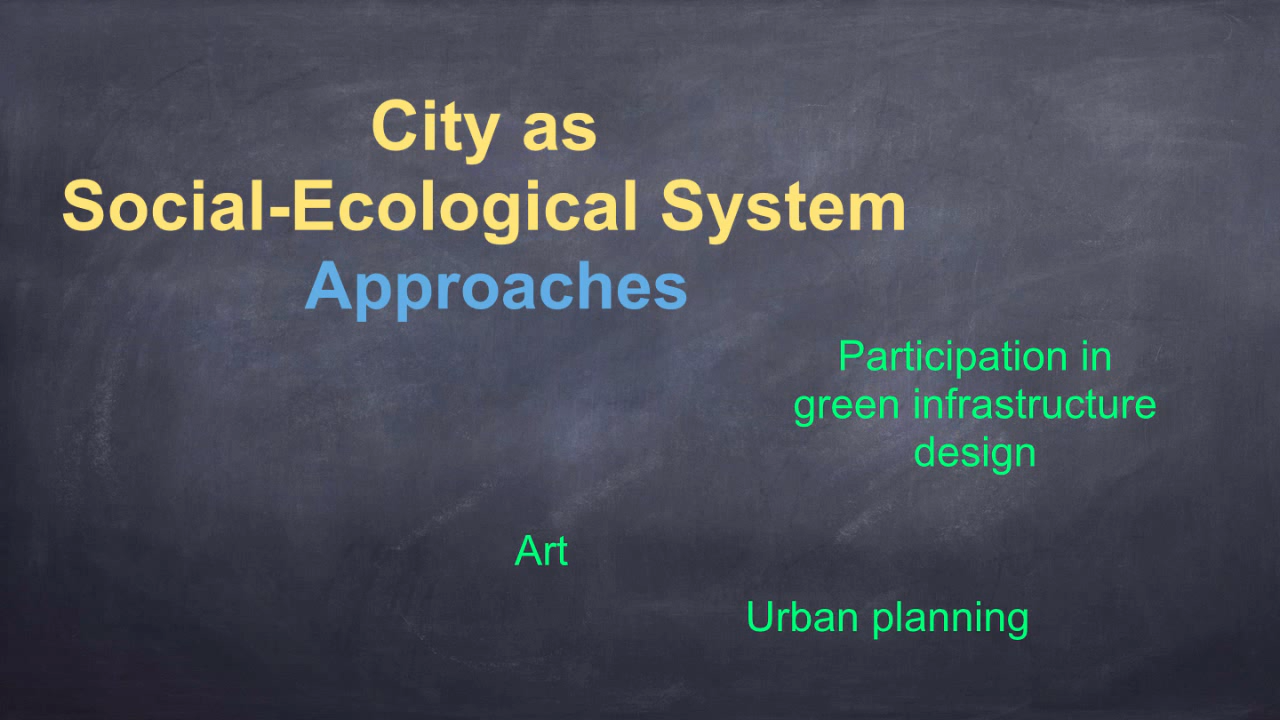 City as
Social-Ecological System
Approaches
Participation in
green infrastructure
design
Art
Urban planning